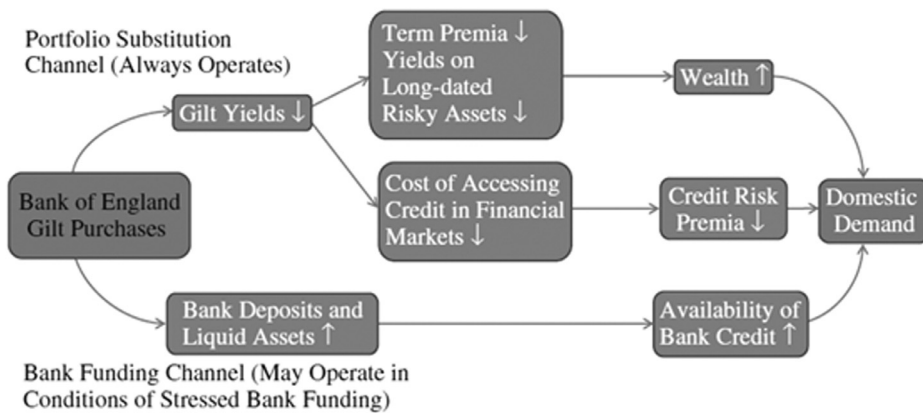 Portfolio Substitution
Channel (Always Operates)
Term Premia ↓
Yields on
Long-dated
Risky Assets ↓
Wealth ↑
Gilt Yields ↓
Bank of England
Gilt Purchases
Cost of Accessing
Credit in Financial
Markets ↓
Credit Risk
Premia ↓
Domestic
Demand
Bank Deposits and
Liquid Assets ↑
Availability of
Bank Credit ↑
Bank Funding Channel (May Operate in
Conditions of Stressed Bank Funding)